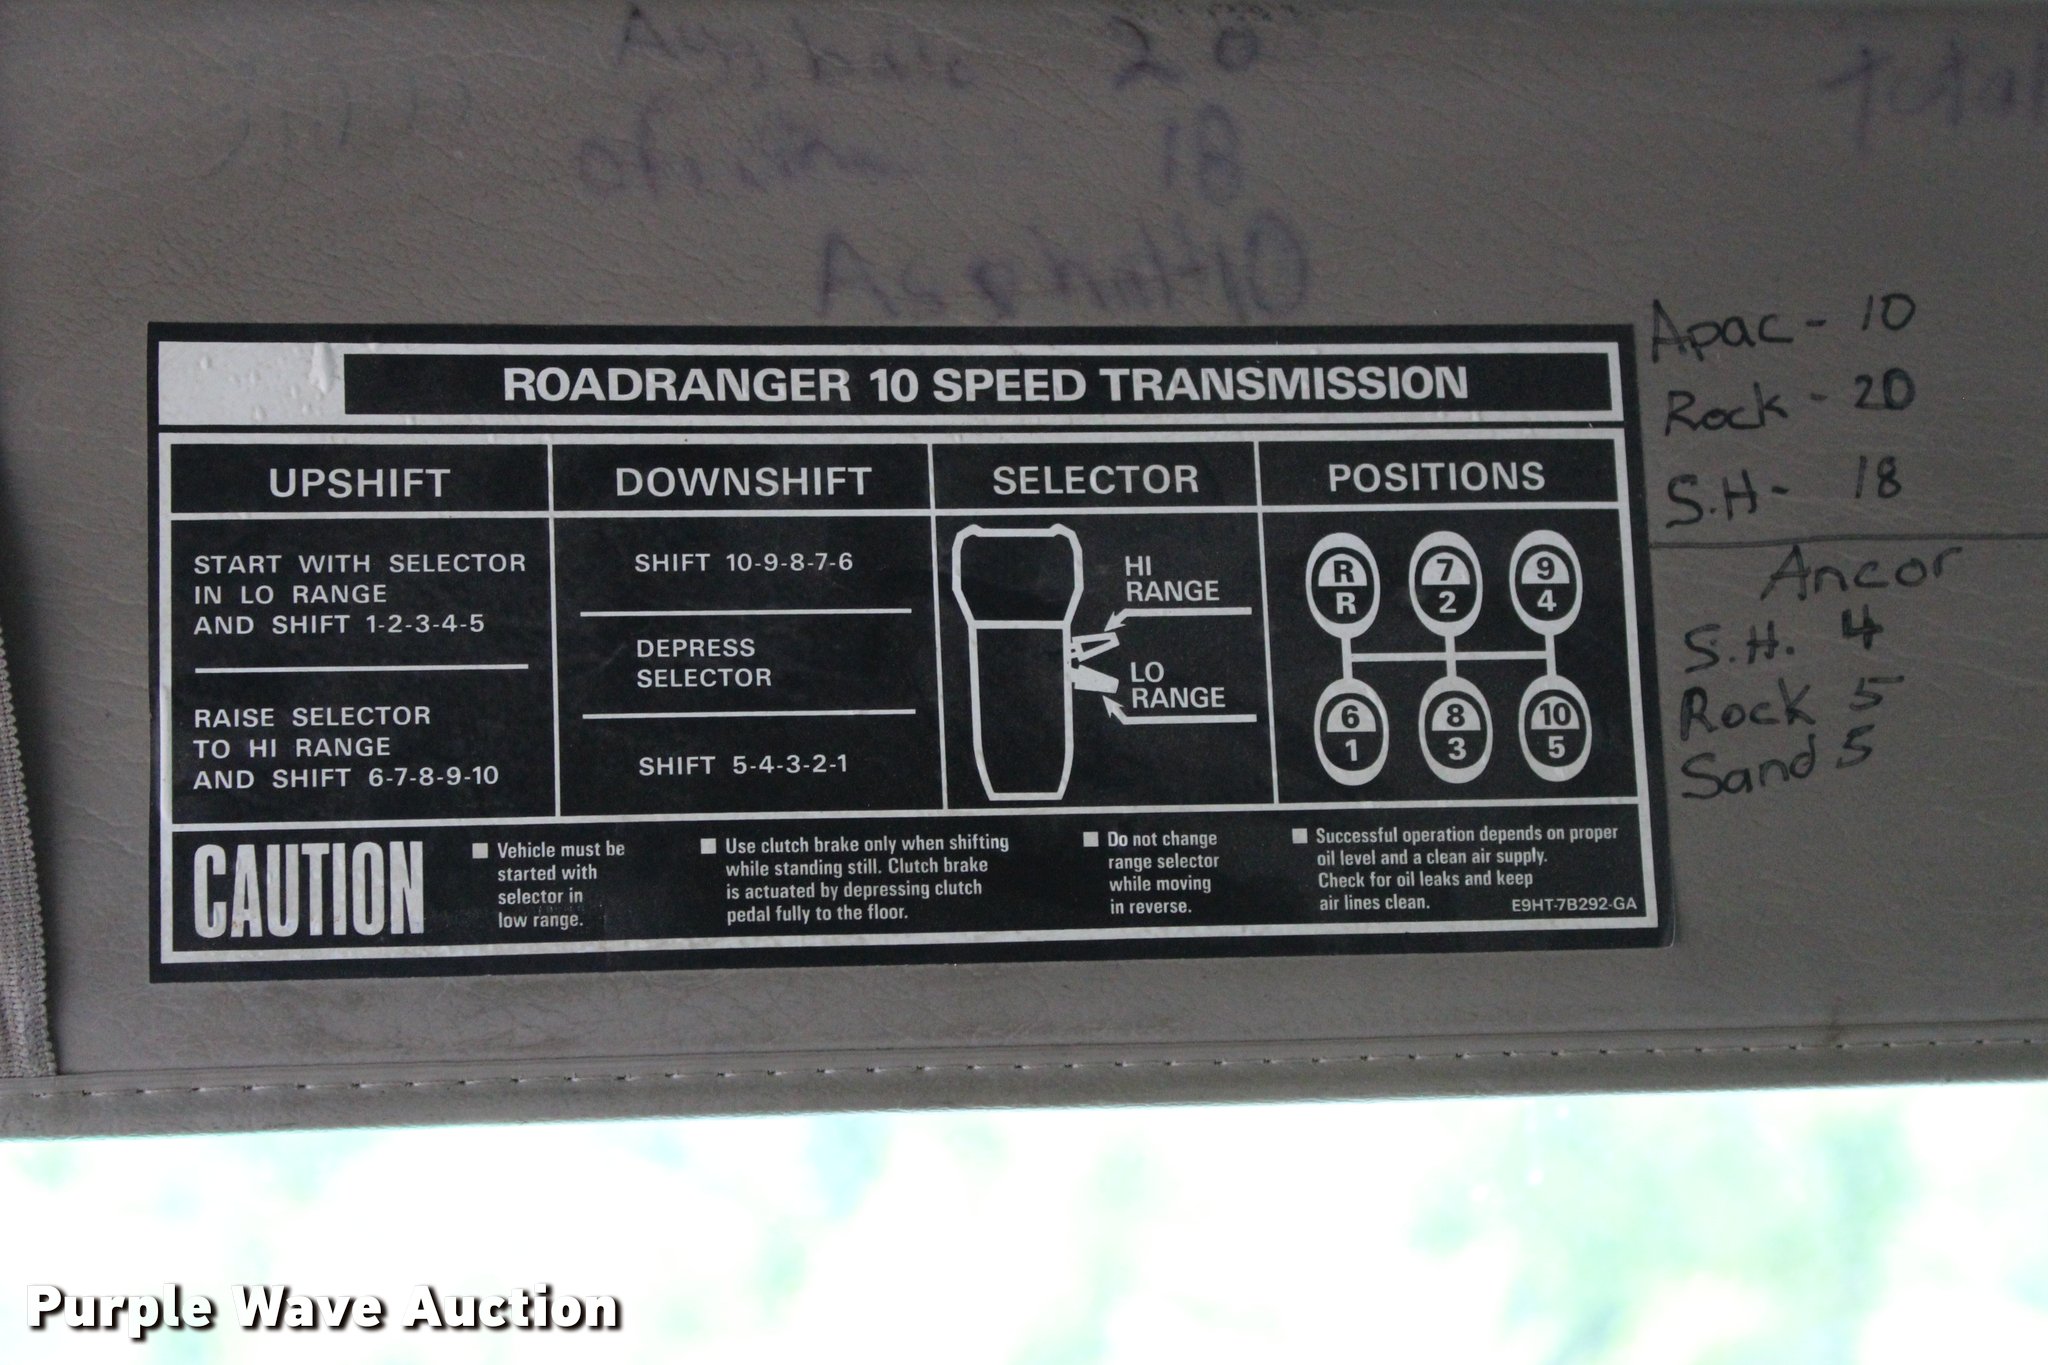 20
18
Asphalt 10
total
ROADRANGER 10 SPEED TRANSMISSION
UPSHIFT
START WITH SELECTOR
IN LO RANGE
AND SHIFT 1-2-3-4-5
RAISE SELECTOR
TO HI RANGE
AND SHIFT 6-7-8-9-10
DOWNSHIFT
SHIFT 10-9-8-7-6
DEPRESS
SELECTOR
SHIFT 5-4-3-2-1
SELECTOR
HI
RANGE
LO
RANGE
POSITIONS
R 7 9
R 2 4
6 8 10
1 3 5
CAUTION
■ Vehicle must be
started with
selector in
low range.
■ Use clutch brake only when shifting
while standing still. Clutch brake
is actuated by depressing clutch
pedal fully to the floor.
■ Do not change
range selector
while moving
in reverse.
■ Successful operation depends on proper
oil level and a clean air supply.
Check for oil leaks and keep
air lines clean.
E9HT-7B292-GA
Apac - 10
Rock - 20
S.H - 18
Ancor
S.H. 4
Rock 5
Sand 5
Purple Wave Auction